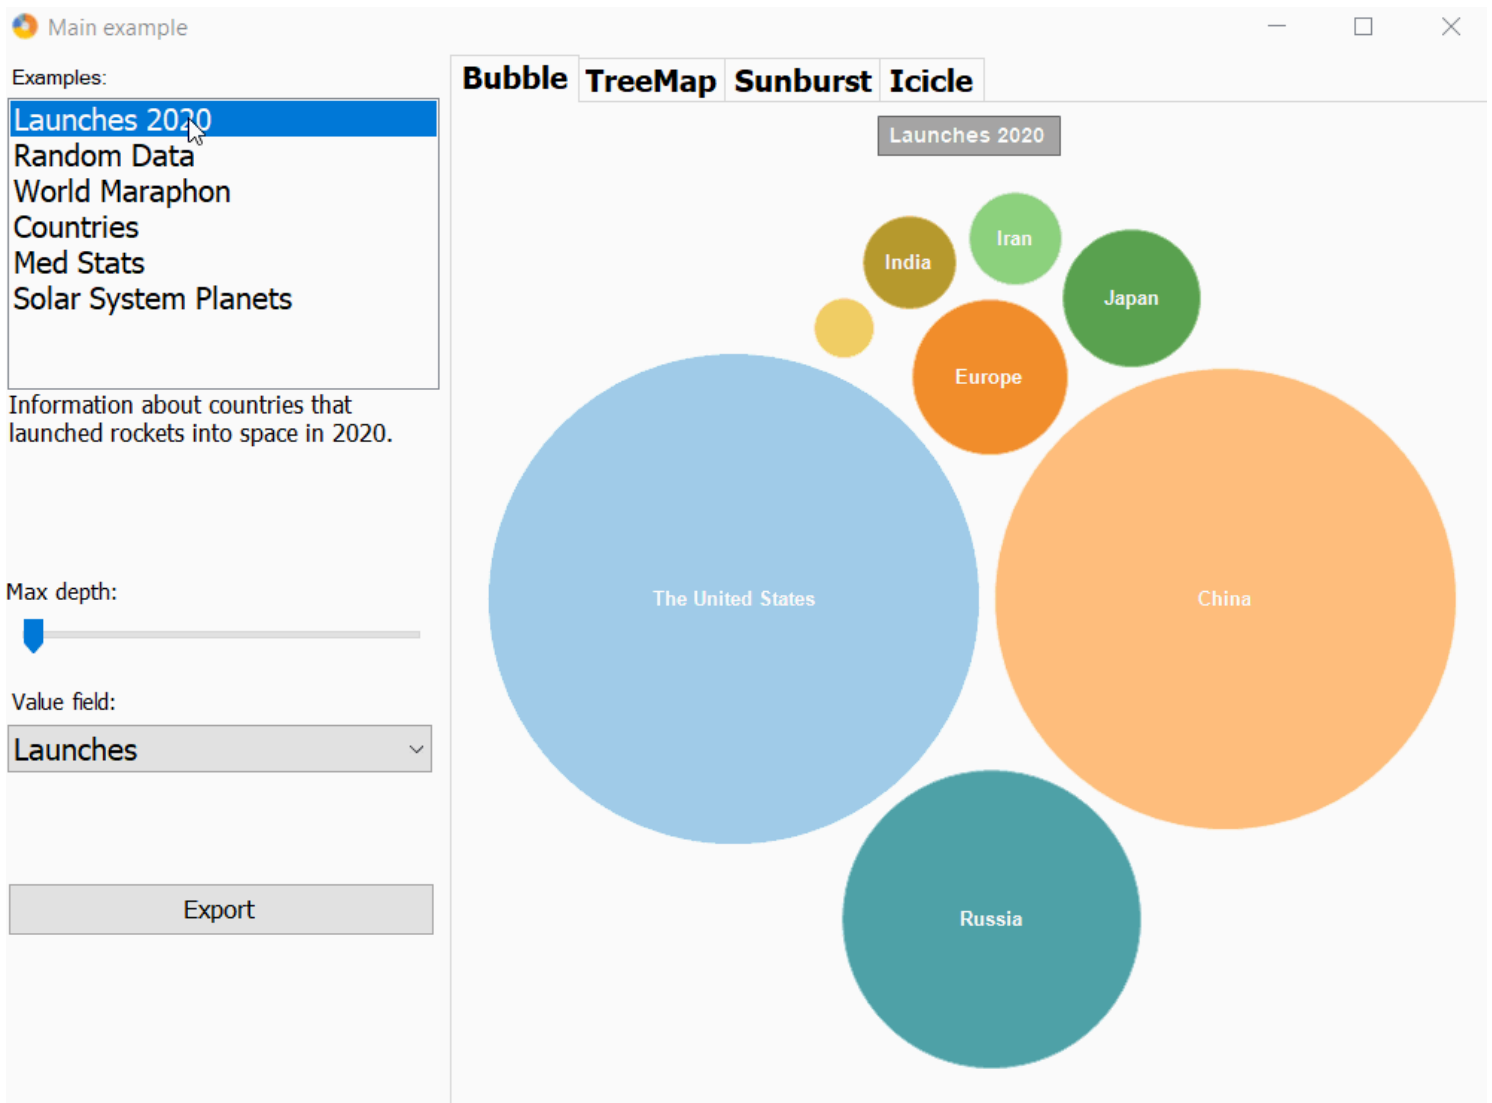 Main example
Examples:
Launches 2020
Random Data
World Maraphon
Countries
Med Stats
Solar System Planets
Information about countries that
launched rockets into space in 2020.
Max depth:
Value field:
Launches
Export
Bubble TreeMap Sunburst Icicle
Launches 2020
Iran
India
Japan
Europe
The United States
China
Russia